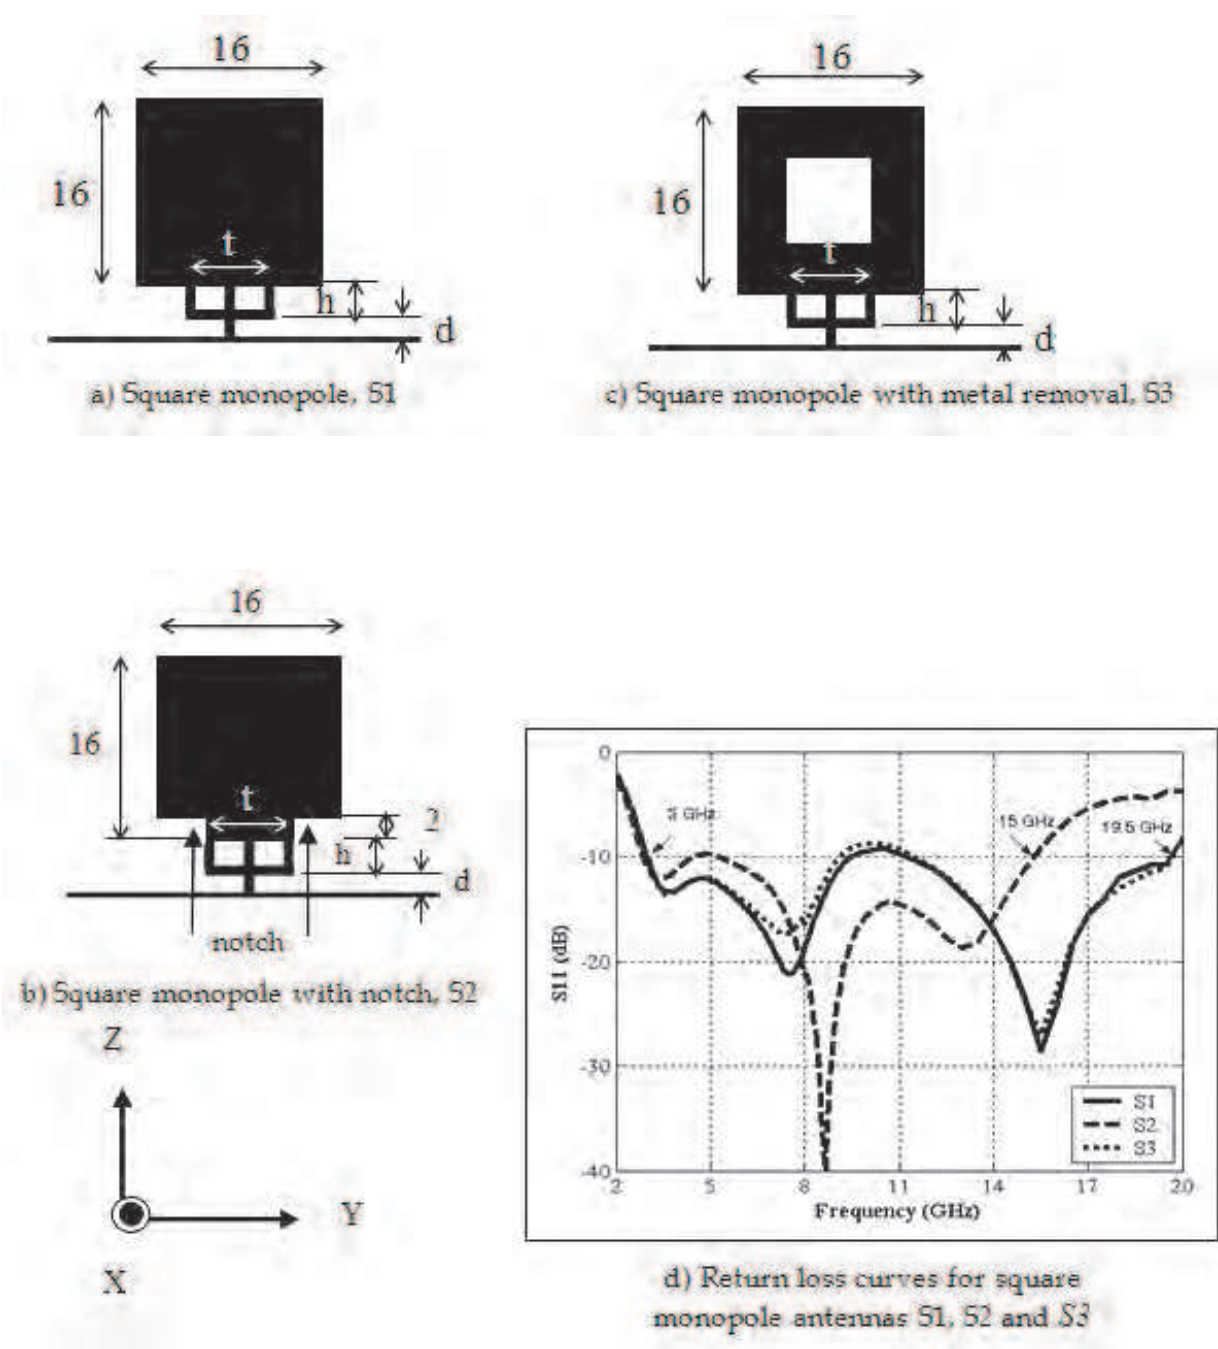 16
16
t
h
d
a) Square monopole, S1
16
16
t
h
d
c) Square monopole with metal removal, S3
16
16
t
2
h
d
notch
b) Square monopole with notch, S2
Z
Y
X
0
-10
-20
-30
-40
S11 (dB)
3 GHz
15 GHz
19.5 GHz
S1
S2
S3
2 5 8 11 14 17 20
Frequency (GHz)
d) Return loss curves for square
monopole antennas S1, S2 and S3